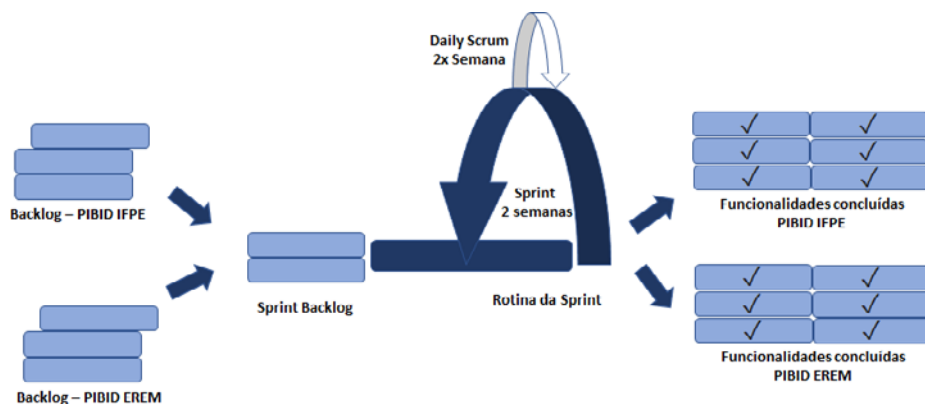 Daily Scrum
2x Semana
Backlog – PIBID IFPE
Sprint
2 semanas
Funcionalidades concluídas
PIBID IFPE
Sprint Backlog
Rotina da Sprint
Backlog – PIBID EREM
Funcionalidades concluídas
PIBID EREM